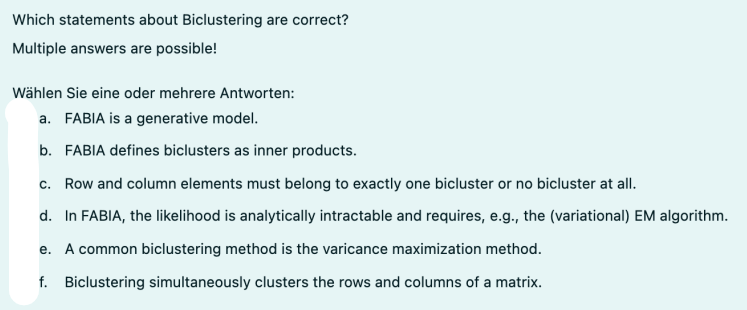 Which statements about Biclustering are correct?
Multiple answers are possible!
Wählen Sie eine oder mehrere Antworten:
a. FABIA is a generative model.
b. FABIA defines biclusters as inner products.
c. Row and column elements must belong to exactly one bicluster or no bicluster at all.
d. In FABIA, the likelihood is analytically intractable and requires, e.g., the (variational) EM algorithm.
e. A common biclustering method is the varicance maximization method.
f. Biclustering simultaneously clusters the rows and columns of a matrix.